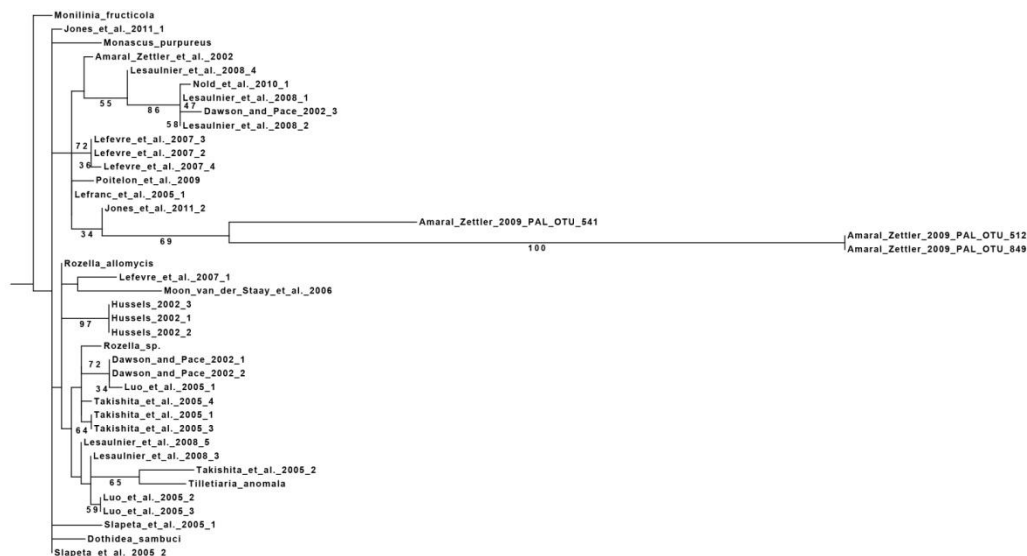 Monilinia_fructicola
Jones_et_al._2011_1
Monascus_purpureus
Amaral_Zettler_et_al._2002
Lesaulnier_et_al._2008_4
55
Nold_et_al._2010_1
86
Lesaulnier_et_al._2008_1
47
Dawson_and_Pace_2002_3
58
Lesaulnier_et_al._2008_2
Lefevre_et_al._2007_3
72
Lefevre_et_al._2007_2
36
Lefevre_et_al._2007_4
Poitelon_et_al._2009
Lefranc_et_al._2005_1
Jones_et_al._2011_2
34
Amaral_Zettler_2009_PAL_OTU_541
69
Amaral_Zettler_2009_PAL_OTU_512
100
Amaral_Zettler_2009_PAL_OTU_849
Rozella_allomycis
Lefevre_et_al._2007_1
Moon_van_der_Staay_et_al._2006
Hussels_2002_3
97
Hussels_2002_1
Hussels_2002_2
Rozella_sp.
Dawson_and_Pace_2002_1
72
Dawson_and_Pace_2002_2
34
Luo_et_al._2005_1
Takishita_et_al._2005_4
Takishita_et_al._2005_1
64
Takishita_et_al._2005_3
Lesaulnier_et_al._2008_5
Lesaulnier_et_al._2008_3
Takishita_et_al._2005_2
65
Tilletiaria_anomala
Luo_et_al._2005_2
59
Luo_et_al._2005_3
Slapeta_et_al._2005_1
Dothidea_sambuci
Slapeta_et_al._2005_2